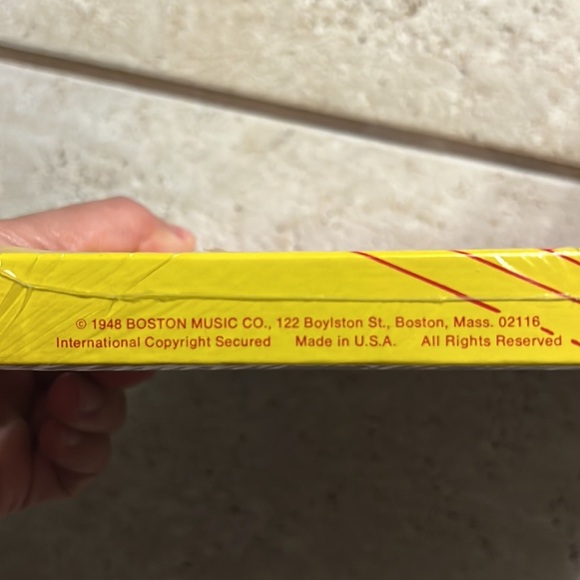 © 1948 BOSTON MUSIC CO., 122 Boylston St., Boston, Mass. 02116
International Copyright Secured Made in U.S.A. All Rights Reserved